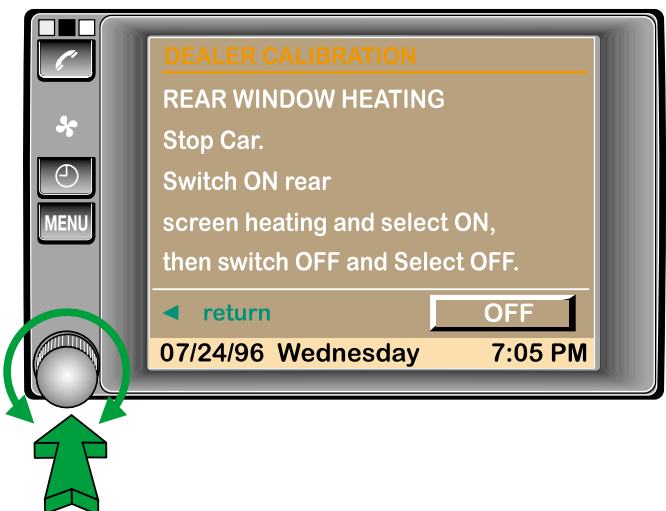 DEALER CALIBRATION
REAR WINDOW HEATING
Stop Car.
Switch ON rear
screen heating and select ON,
MENU
then switch OFF and Select OFF.
◄ return OFF
07/24/96 Wednesday 7:05 PM